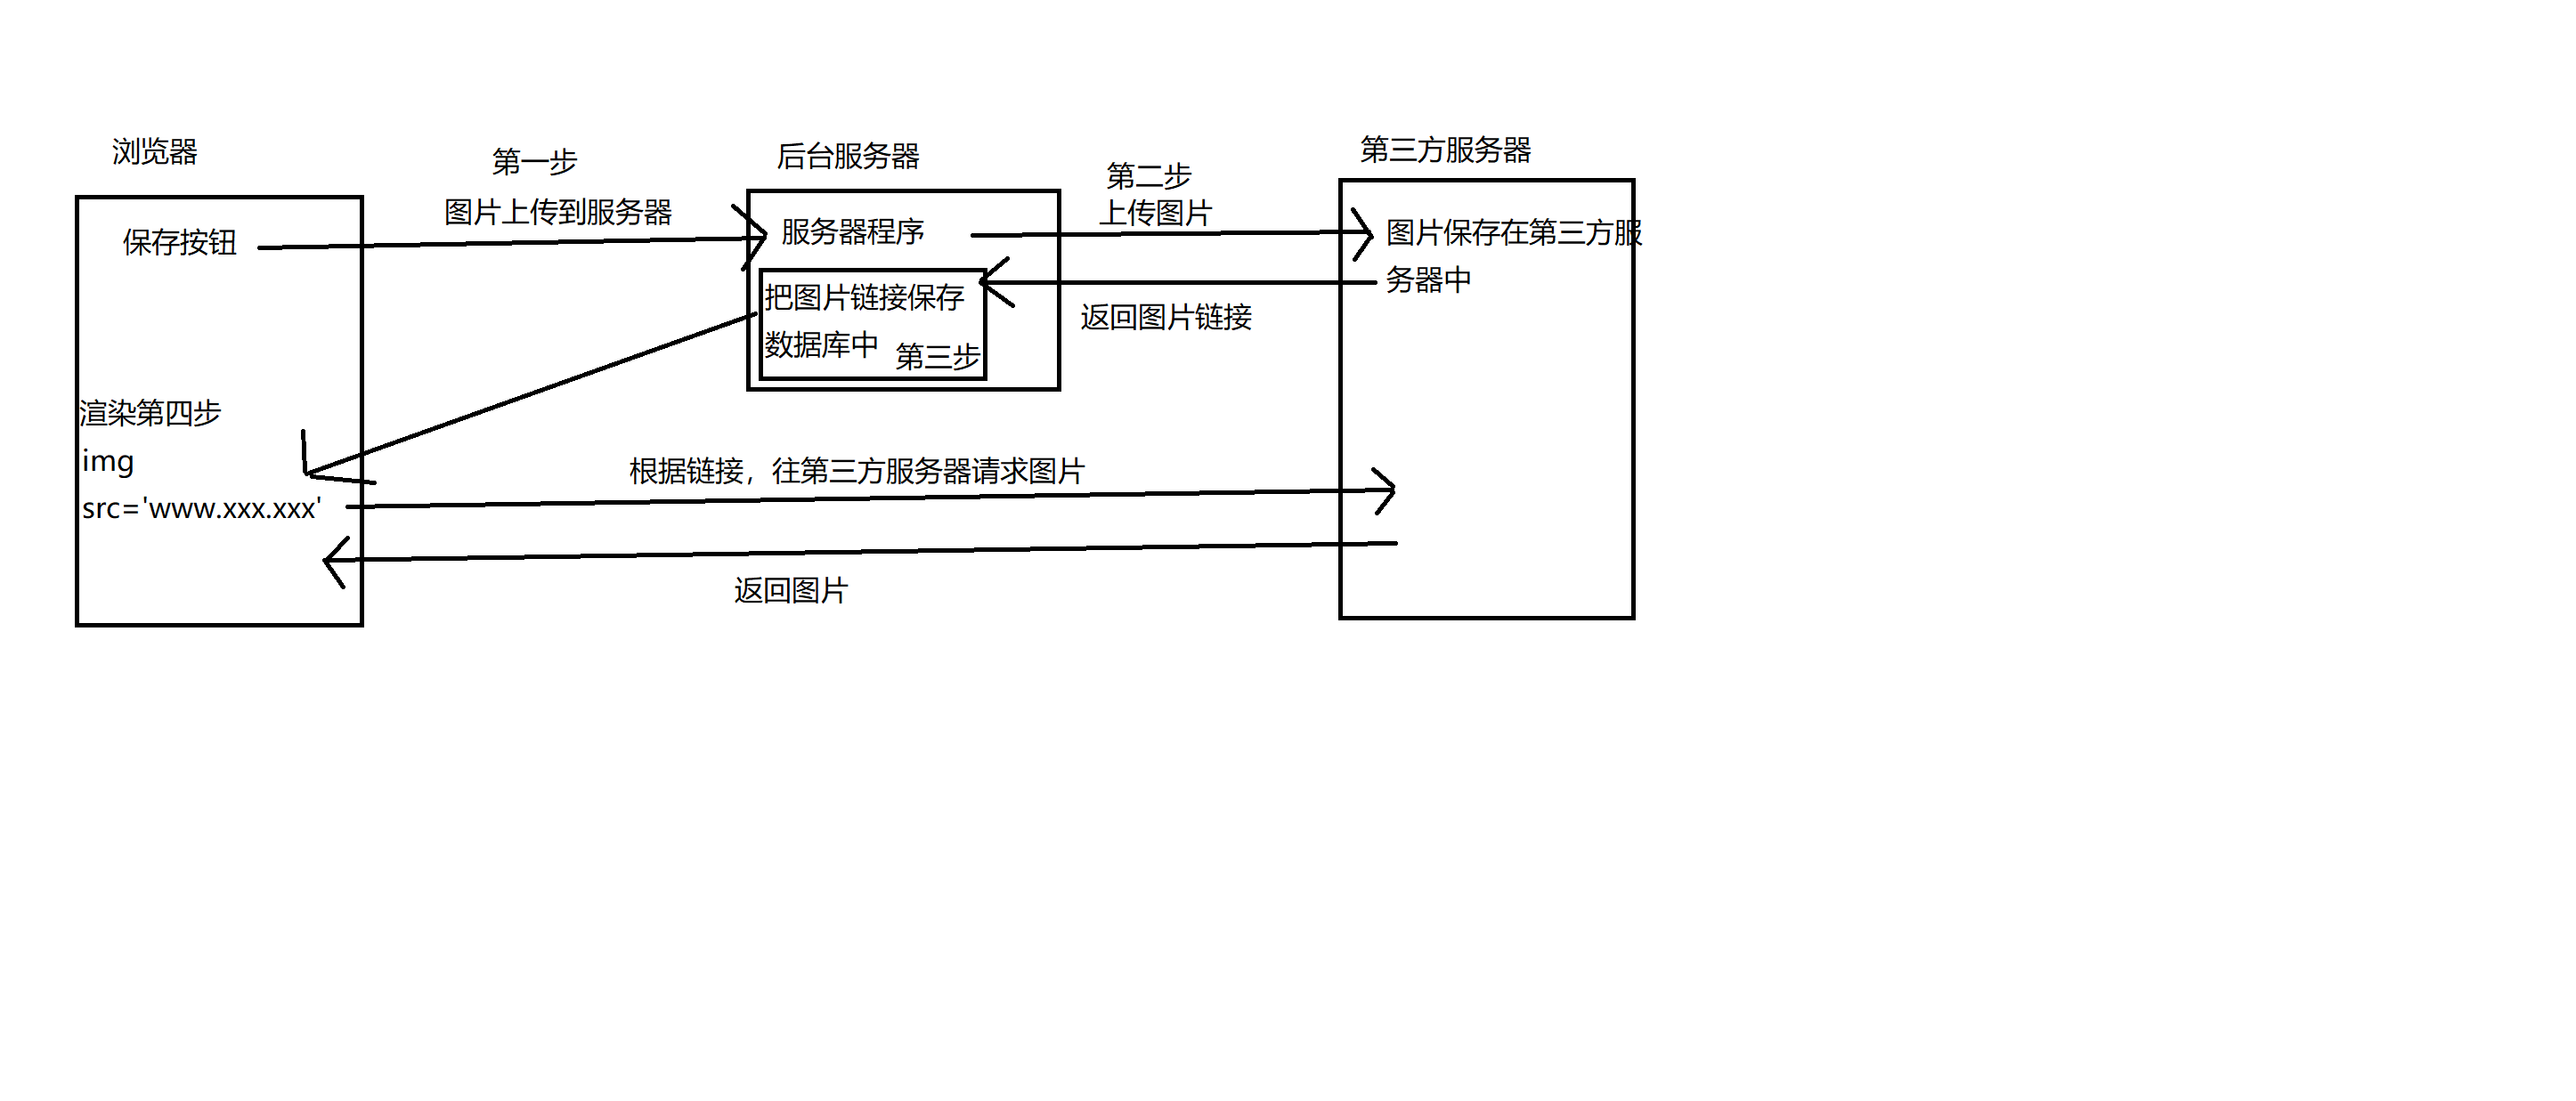 浏览器
第一步
后台服务器
第二步
第三方服务器
保存按钮
图片上传到服务器
服务器程序
上传图片
图片保存在第三方服
务器中
把图片链接保存
数据库中
第三步
返回图片链接
渲染第四步
img
src='www.xxx.xxx'
根据链接，往第三方服务器请求图片
返回图片